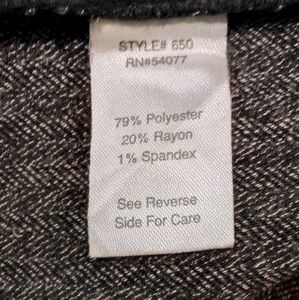 STYLE# 650
RN#54077
79% Polyester
20% Rayon
1% Spandex
See Reverse
Side For Care